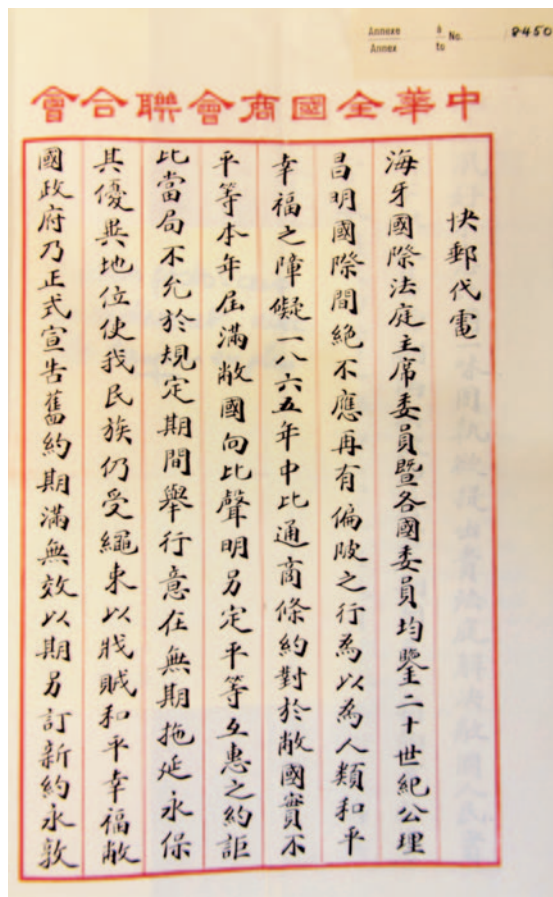 Annexe à
Annex to No. 8450
中華全國商會聯合會
快郵代電
海牙國際法庭主席委員暨各國委員均鑒二十世紀公理
昌明國際間絕不應再有偏陂之行為以為人類和平
幸福之障礙一八六五年中比通商條約對於敝國實不
平等本年屆滿敝國向比聲明另定平等互惠之約詎
比當局不允於規定期間舉行意在無期拖延永保
其優異地位使我民族仍受繩束以戕賊和平幸福敝
國政府乃正式宣告舊約期滿無效以期另訂新約永敦